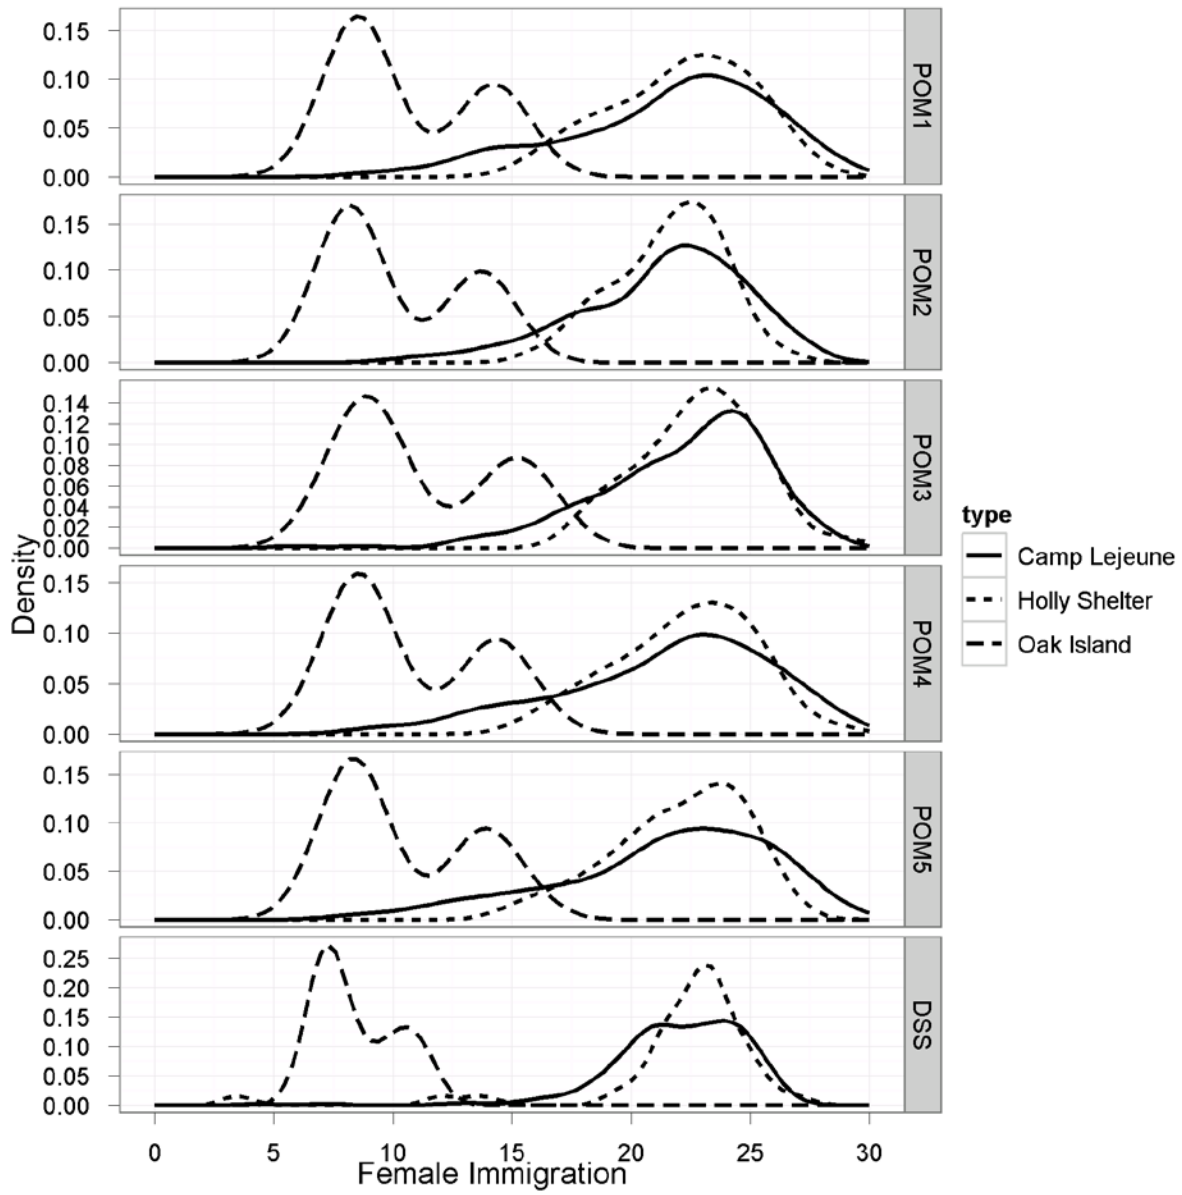 0.15
0.10
0.05
0.00
POM1
0.15
0.10
0.05
0.00
POM2
0.14
0.12
0.10
0.08
0.06
0.04
0.02
0.00
POM3
0.15
0.10
0.05
0.00
POM4
0.15
0.10
0.05
0.00
POM5
0.25
0.20
0.15
0.10
0.05
0.00
DSS
Density
0 5 10 15 20 25 30
Female Immigration
type
Camp Lejeune
Holly Shelter
Oak Island